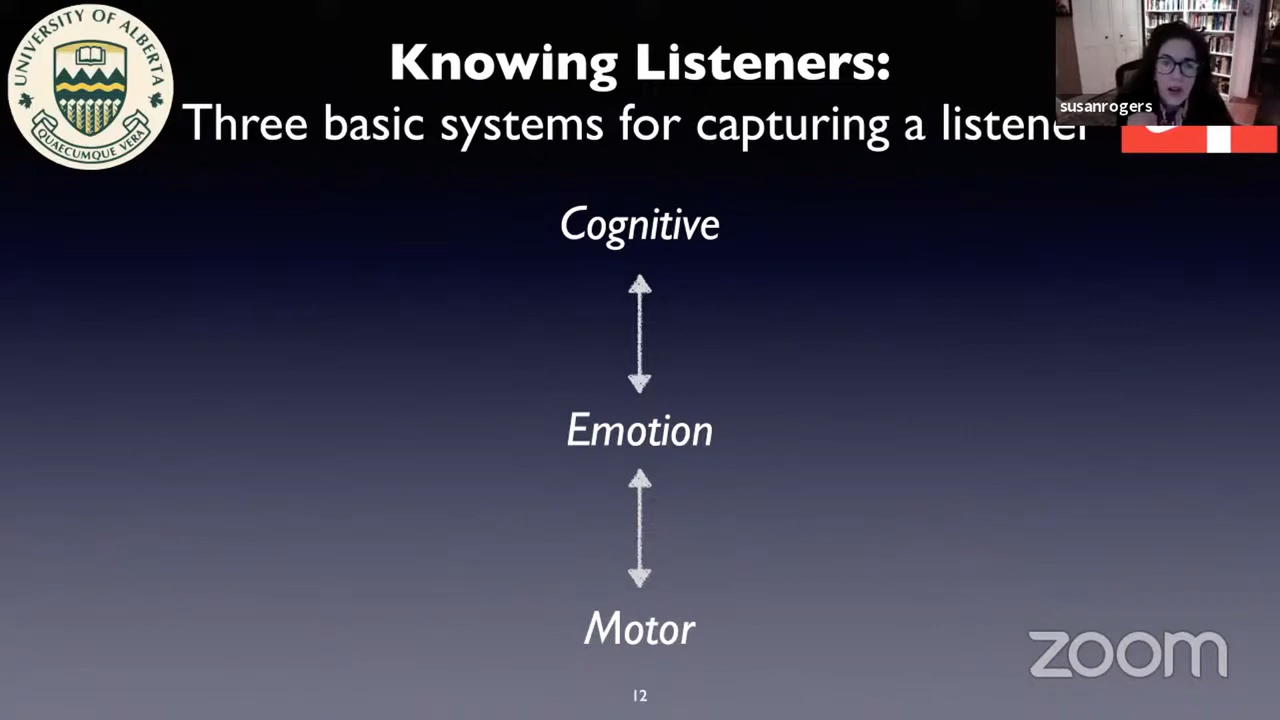 UNIVERSITY OF ALBERTA
QUAECUMQUE VERA
Knowing Listeners:
Three basic systems for capturing a listener
susanrogers
Cognitive
Emotion
Motor
zoom
12